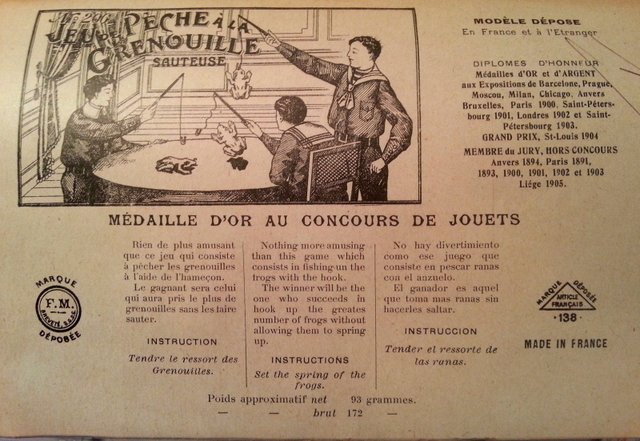 JEU DE PÊCHE À LA
GRENOUILLE
SAUTEUSE
MODÈLE DÉPOSE
En France et à l'Etranger
DIPLOMES D'HONNEUR
Médailles d'OR et d'ARGENT
aux Expositions de Barcelone, Prague,
Moscou, Milan, Chicago, Anvers
Bruxelles, Paris 1900, Saint-Péters-
bourg 1901, Londres 1902 et Saint-
Pétersbourg 1903.
GRAND PRIX, St-Louis 1904
MEMBRE du JURY, HORS CONCOURS
Anvers 1894, Paris 1891,
1893, 1900, 1901, 1902 et 1903
Liége 1905.
MÉDAILLE D'OR AU CONCOURS DE JOUETS
Rien de plus amusant
que ce jeu qui consiste
à pêcher les grenouilles
à l'aide de l'hameçon.
Le gagnant sera celui
qui aura pris le plus de
grenouilles sans les faire
sauter.
INSTRUCTION
Tendre le ressort des
Grenouilles.
Nothing more amusing
than this game which
consists in fishing-un the
frogs with the hook.
The winner will be the
one who succeeds in
hook up the greates
number of frogs without
allowing them to spring
up.
INSTRUCTIONS
Set the spring of the
frogs.
No hay divertimiento
como ese juego que
consiste en pescar ranas
con el anzuelo.
El ganador es aquel
que toma mas ranas sin
hacerlas saltar.
INSTRUCCION
Tender el resorte de
las ranas.
MARQUE
F.M.
BREVETÉ S.G.D.G.
DÉPOSÉE
MARQUE DÉPOSÉE
ARTICLE
FRANÇAIS
·138·
MADE IN FRANCE
Poids approximatif net 93 grammes.
— — brut 172 —